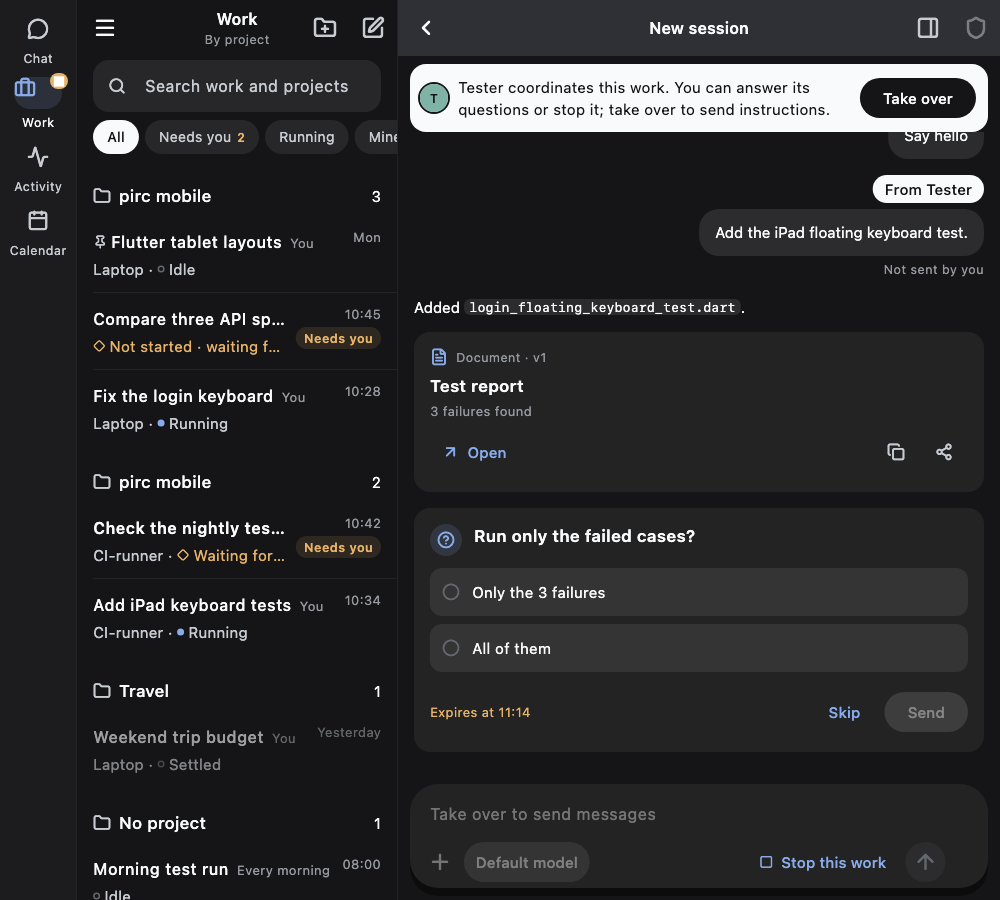 Chat
Work
Activity
Calendar
Work
By project
Search work and projects
All
Needs you 2
Running
Mine
pirc mobile
3
Flutter tablet layouts You
Mon
Laptop · Idle
Compare three API sp...
10:45
Not started · waiting f...
Needs you
Fix the login keyboard You
10:28
Laptop · Running
pirc mobile
2
Check the nightly tes...
10:42
CI-runner · Waiting for...
Needs you
Add iPad keyboard tests You
10:34
CI-runner · Running
Travel
1
Weekend trip budget You
Yesterday
Laptop · Settled
No project
1
Morning test run Every morning
08:00
Idle
New session
T
Tester coordinates this work. You can answer its
questions or stop it; take over to send instructions.
Take over
Say hello
From Tester
Add the iPad floating keyboard test.
Not sent by you
Added login_floating_keyboard_test.dart.
Document · v1
Test report
3 failures found
Open
Run only the failed cases?
Only the 3 failures
All of them
Expires at 11:14
Skip
Send
Take over to send messages
Default model
Stop this work